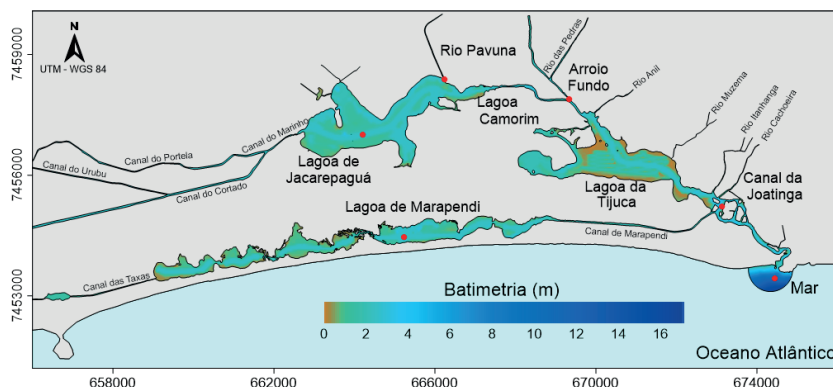 N
UTM - WGS 84
7459000
7456000
7453000
Rio Pavuna
Rio das Pedras
Arroio
Fundo
Rio Anil
Lagoa
Camorim
Rio Muzema
Rio Itanhanga
Rio Cachoeira
Canal do Marinho
Canal do Portela
Canal do Urubu
Canal do Cortado
Lagoa de
Jacarepaguá
Lagoa da
Tijuca
Canal da
Joatinga
Lagoa de Marapendi
Canal de Marapendi
Canal das Taxas
Mar
Batimetria (m)
0 2 4 6 8 10 12 14 16
Oceano Atlântico
658000 662000 666000 670000 674000